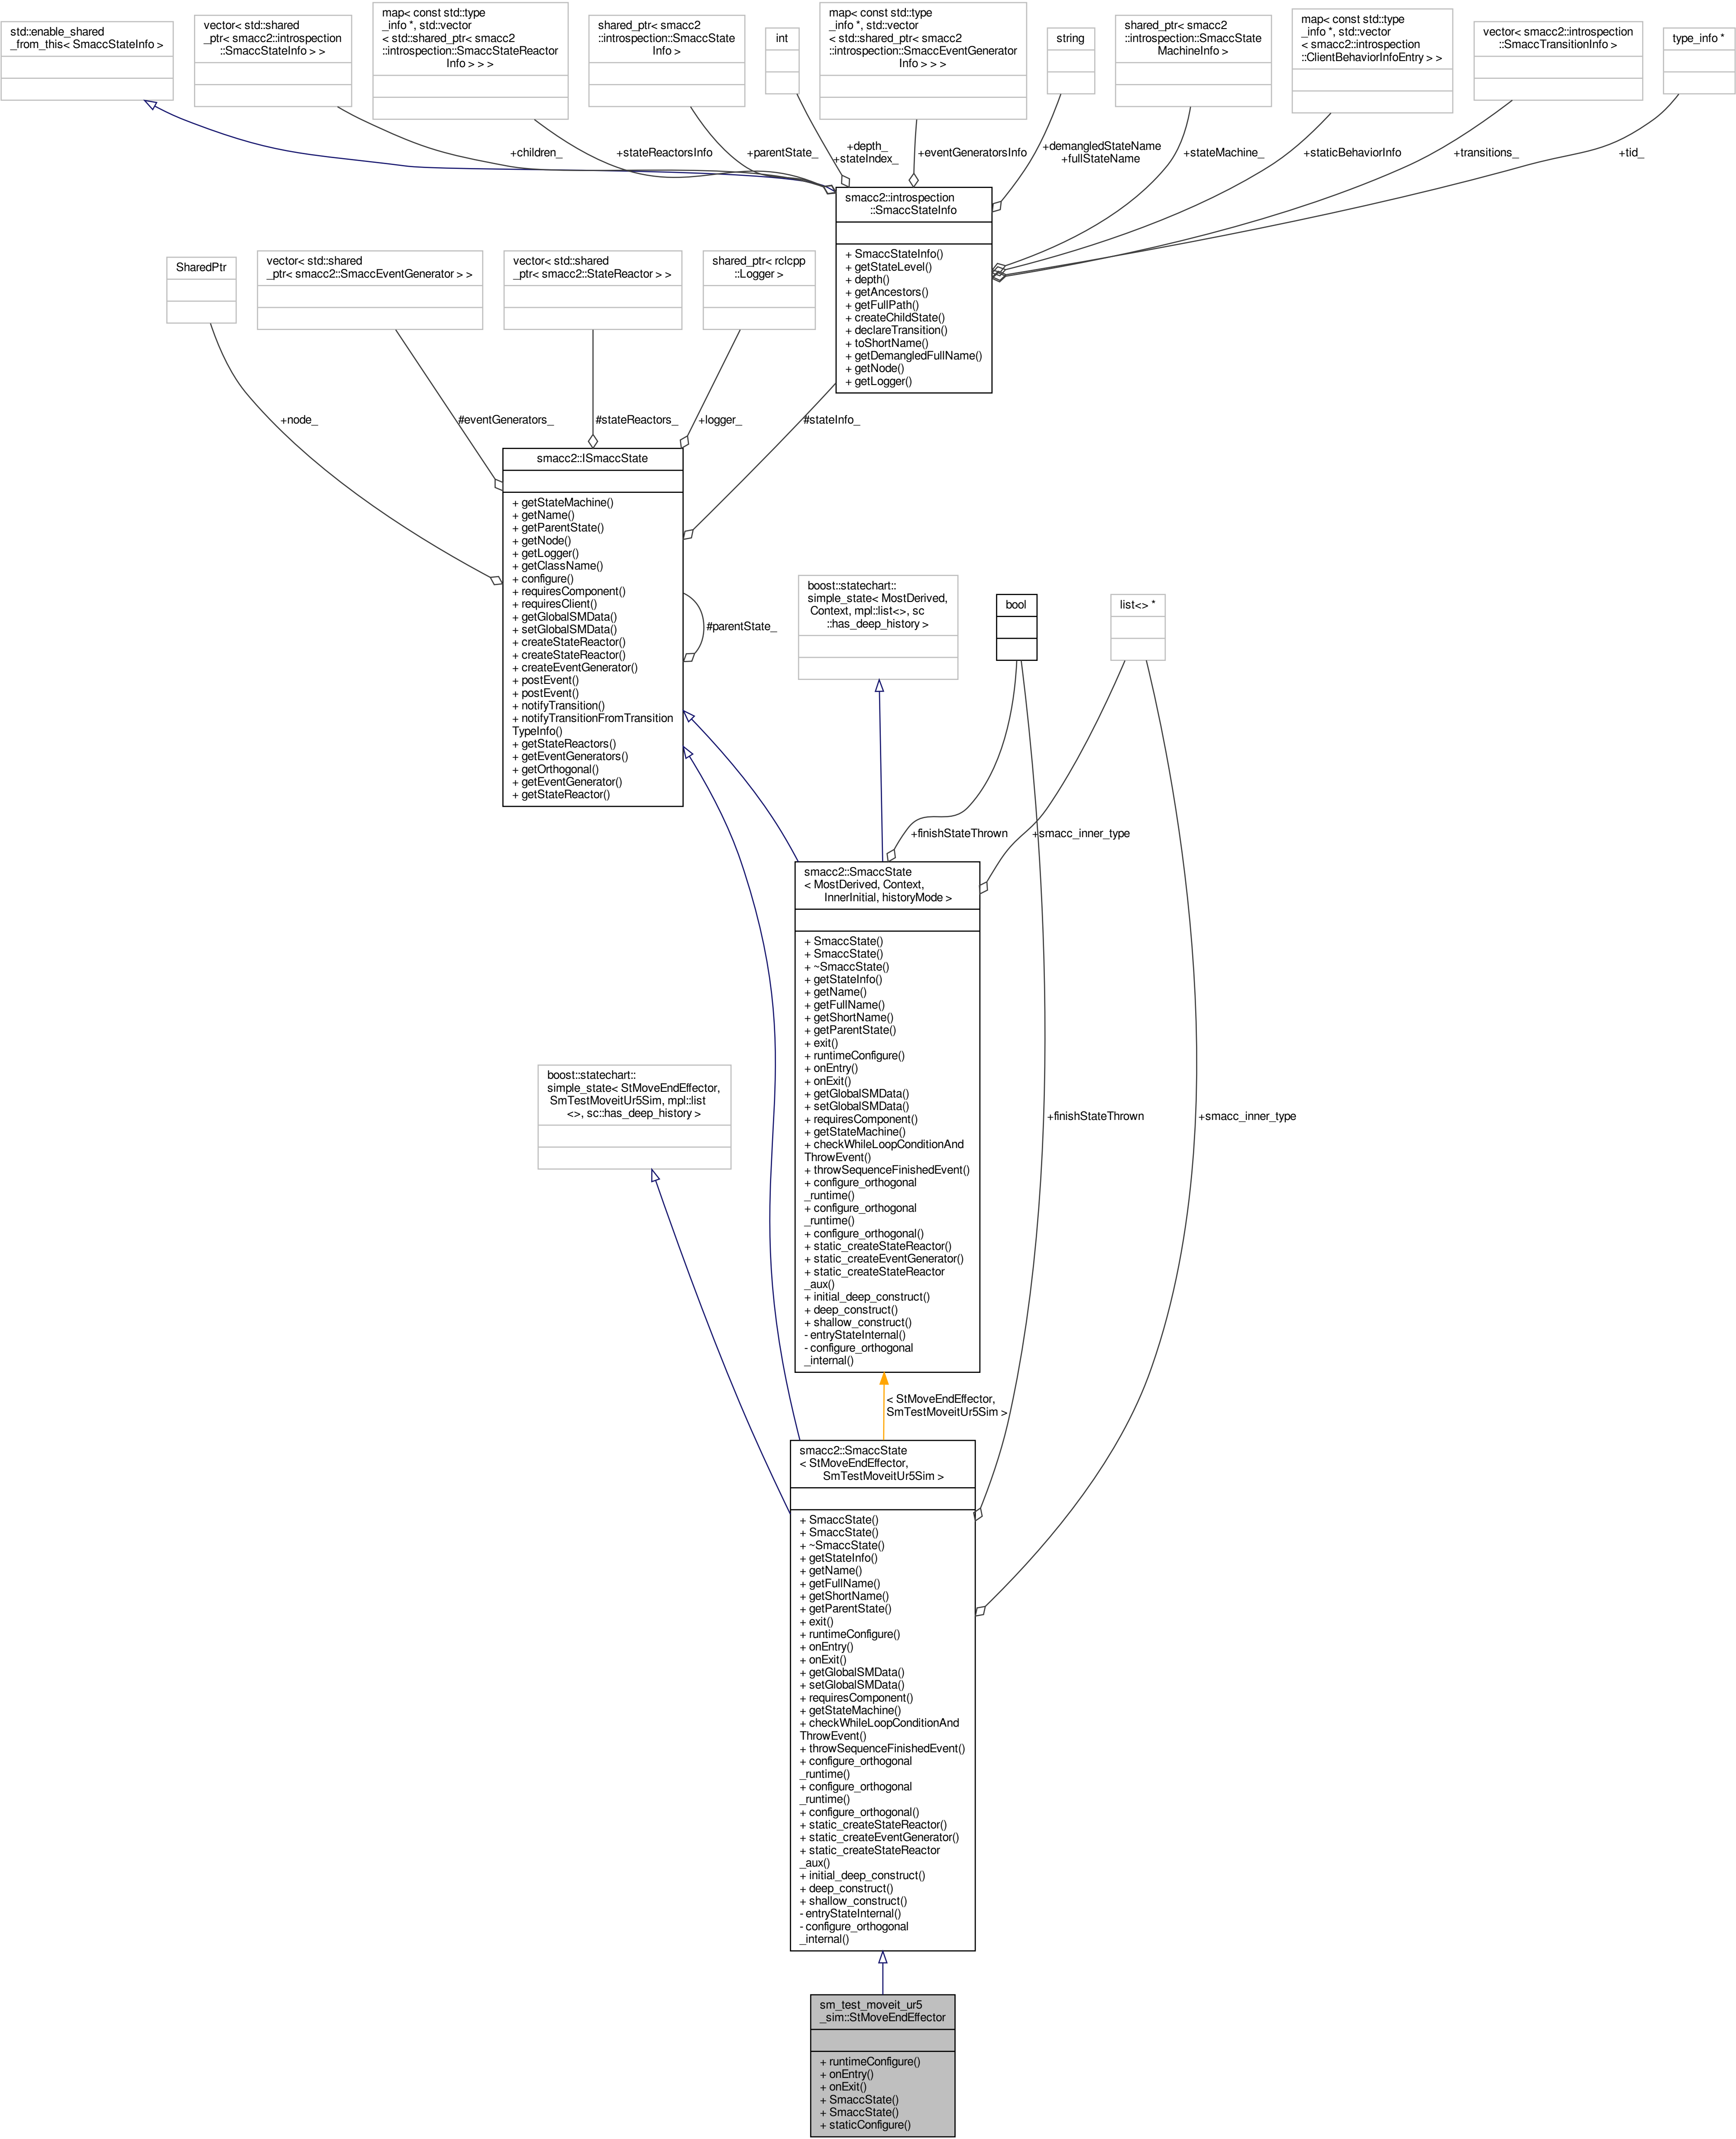 std::enable_shared
_from_this< SmaccStateInfo >
vector< std::shared
_ptr< smacc2::introspection
::SmaccStateInfo > >
map< const std::type
_info *, std::vector
< std::shared_ptr< smacc2
::introspection::SmaccStateReactor
Info > > >
shared_ptr< smacc2
::introspection::SmaccState
Info >
int
map< const std::type
_info *, std::vector
< std::shared_ptr< smacc2
::introspection::SmaccEventGenerator
Info > > >
string
shared_ptr< smacc2
::introspection::SmaccState
MachineInfo >
map< const std::type
_info *, std::vector
< smacc2::introspection
::ClientBehaviorInfoEntry > >
vector< smacc2::introspection
::SmaccTransitionInfo >
type_info *
+children_
+stateReactorsInfo
+parentState_
+depth_
+stateIndex_
+eventGeneratorsInfo
+demangledStateName
+fullStateName
+stateMachine_
+staticBehaviorInfo
+transitions_
+tid_
smacc2::introspection
::SmaccStateInfo
+ SmaccStateInfo()
+ getStateLevel()
+ depth()
+ getAncestors()
+ getFullPath()
+ createChildState()
+ declareTransition()
+ toShortName()
+ getDemangledFullName()
+ getNode()
+ getLogger()
SharedPtr
vector< std::shared
_ptr< smacc2::SmaccEventGenerator > >
vector< std::shared
_ptr< smacc2::StateReactor > >
shared_ptr< rclcpp
::Logger >
+node_
#eventGenerators_
#stateReactors_
+logger_
#stateInfo_
smacc2::ISmaccState
+ getStateMachine()
+ getName()
+ getParentState()
+ getNode()
+ getLogger()
+ getClassName()
+ configure()
+ requiresComponent()
+ requiresClient()
+ getGlobalSMData()
+ setGlobalSMData()
+ createStateReactor()
+ createStateReactor()
+ createEventGenerator()
+ postEvent()
+ postEvent()
+ notifyTransition()
+ notifyTransitionFromTransition
TypeInfo()
+ getStateReactors()
+ getEventGenerators()
+ getOrthogonal()
+ getEventGenerator()
+ getStateReactor()
#parentState_
boost::statechart::
simple_state< MostDerived,
Context, mpl::list<>, sc
::has_deep_history >
bool
list<> *
+finishStateThrown
+smacc_inner_type
smacc2::SmaccState
< MostDerived, Context,
InnerInitial, historyMode >
+ SmaccState()
+ SmaccState()
+ ~SmaccState()
+ getStateInfo()
+ getName()
+ getFullName()
+ getShortName()
+ getParentState()
+ exit()
+ runtimeConfigure()
+ onEntry()
+ onExit()
+ getGlobalSMData()
+ setGlobalSMData()
+ requiresComponent()
+ getStateMachine()
+ checkWhileLoopConditionAnd
ThrowEvent()
+ throwSequenceFinishedEvent()
+ configure_orthogonal
_runtime()
+ configure_orthogonal
_runtime()
+ configure_orthogonal()
+ static_createStateReactor()
+ static_createEventGenerator()
+ static_createStateReactor
_aux()
+ initial_deep_construct()
+ deep_construct()
+ shallow_construct()
- entryStateInternal()
- configure_orthogonal
_internal()
boost::statechart::
simple_state< StMoveEndEffector,
SmTestMoveitUr5Sim, mpl::list
<>, sc::has_deep_history >
+finishStateThrown
+smacc_inner_type
< StMoveEndEffector,
SmTestMoveitUr5Sim >
smacc2::SmaccState
< StMoveEndEffector,
SmTestMoveitUr5Sim >
+ SmaccState()
+ SmaccState()
+ ~SmaccState()
+ getStateInfo()
+ getName()
+ getFullName()
+ getShortName()
+ getParentState()
+ exit()
+ runtimeConfigure()
+ onEntry()
+ onExit()
+ getGlobalSMData()
+ setGlobalSMData()
+ requiresComponent()
+ getStateMachine()
+ checkWhileLoopConditionAnd
ThrowEvent()
+ throwSequenceFinishedEvent()
+ configure_orthogonal
_runtime()
+ configure_orthogonal
_runtime()
+ configure_orthogonal()
+ static_createStateReactor()
+ static_createEventGenerator()
+ static_createStateReactor
_aux()
+ initial_deep_construct()
+ deep_construct()
+ shallow_construct()
- entryStateInternal()
- configure_orthogonal
_internal()
sm_test_moveit_ur5
_sim::StMoveEndEffector
+ runtimeConfigure()
+ onEntry()
+ onExit()
+ SmaccState()
+ SmaccState()
+ staticConfigure()